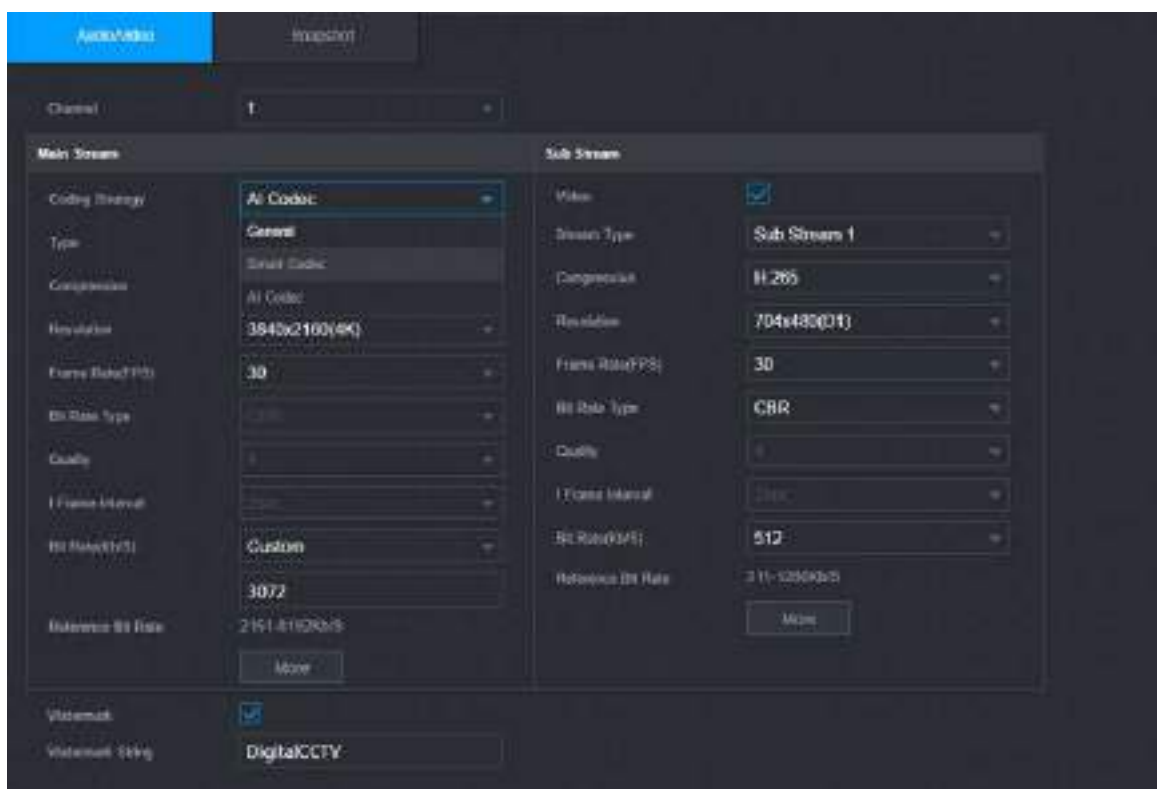 Audio/Video
Snapshot
Channel
1
Main Stream
Coding Strategy
AI Codec
General
Smart Codec
AI Codec
Type
Compression
Resolution
3840x2160(4K)
Frame Rate(FPS)
30
Bit Rate Type
Quality
I Frame Interval
Bit Rate(Kb/S)
Custom
3072
Reference Bit Rate
More
Sub Stream
Video
Stream Type
Sub Stream 1
Compression
H.265
Resolution
704x480(D1)
Frame Rate(FPS)
30
Bit Rate Type
CBR
Quality
I Frame Interval
Bit Rate(Kb/S)
512
Reference Bit Rate
More
Watermark
Watermark String
DigitalCCTV